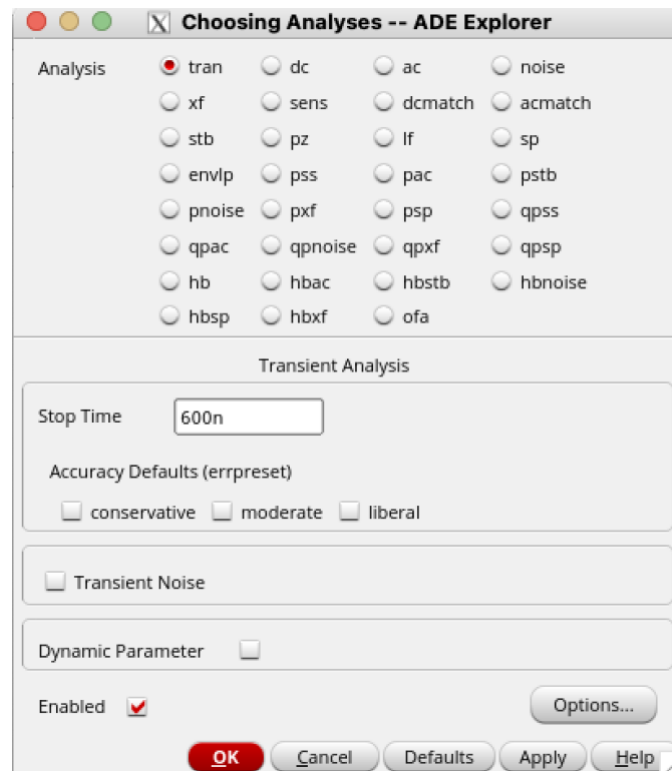 X Choosing Analyses -- ADE Explorer
Analysis tran dc ac noise
xf sens dcmatch acmatch
stb pz lf sp
envlp pss pac pstb
pnoise pxf psp qpss
qpac qpnoise qpxf qpsp
hb hbac hbstb hbnoise
hbsp hbxf ofa
Transient Analysis
Stop Time 600n
Accuracy Defaults (errpreset)
conservative moderate liberal
Transient Noise
Dynamic Parameter
Enabled Options...
OK Cancel Defaults Apply Help